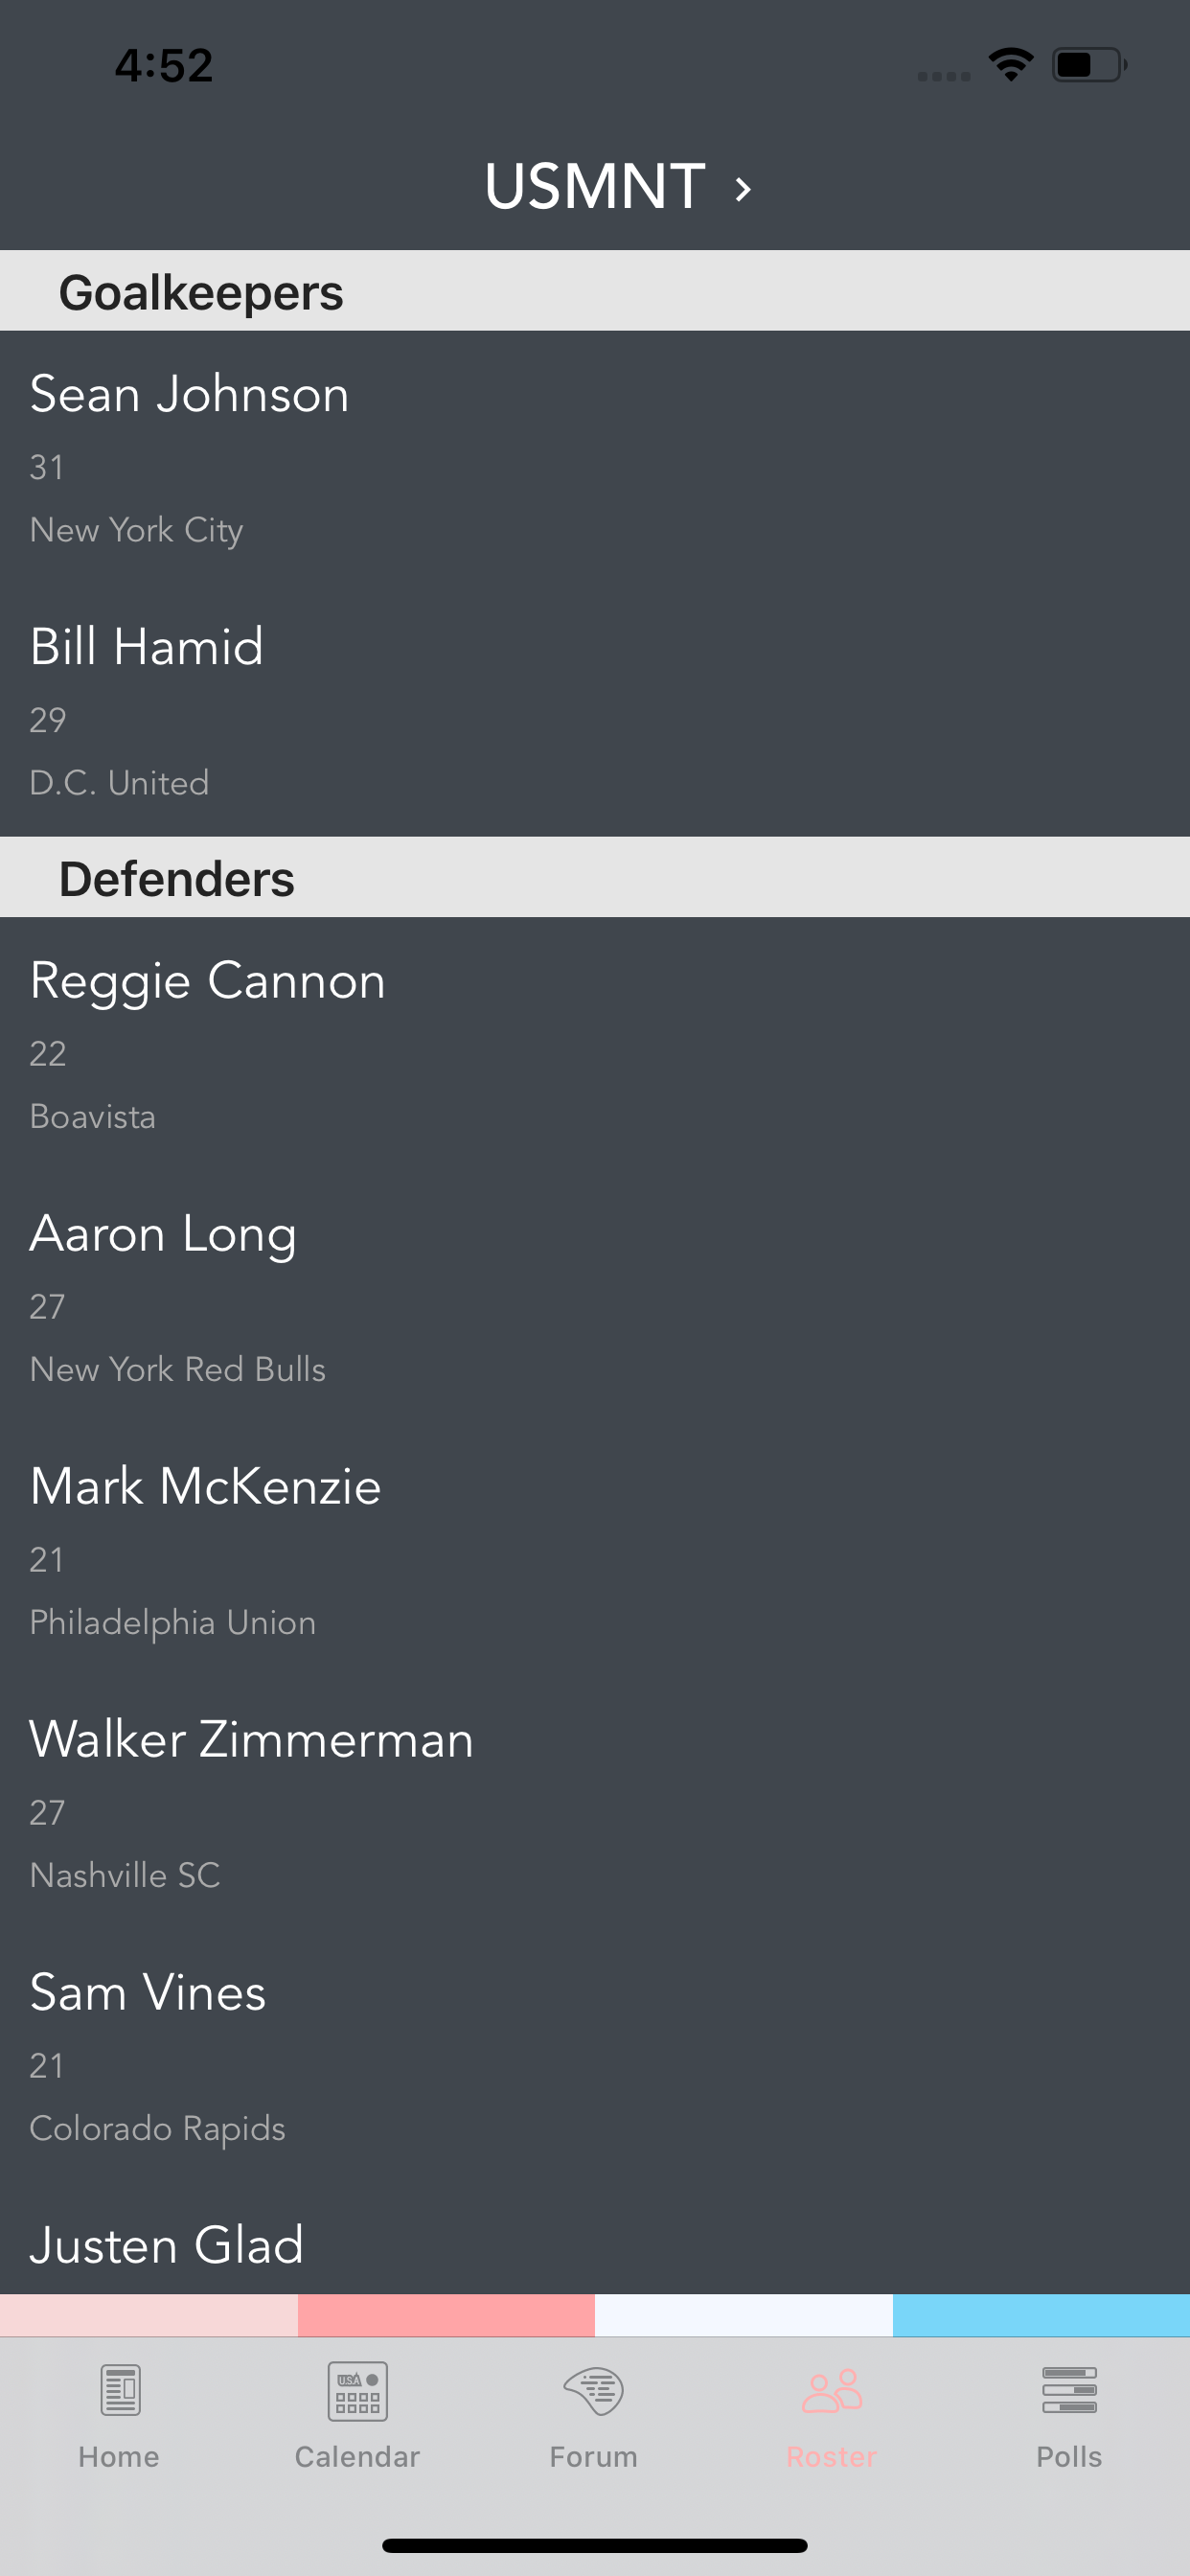 4:52
USMNT
Goalkeepers
Sean Johnson
31
New York City
Bill Hamid
29
D.C. United
Defenders
Reggie Cannon
22
Boavista
Aaron Long
27
New York Red Bulls
Mark McKenzie
21
Philadelphia Union
Walker Zimmerman
27
Nashville SC
Sam Vines
21
Colorado Rapids
Justen Glad
USA
Home
Calendar
Forum
Roster
Polls